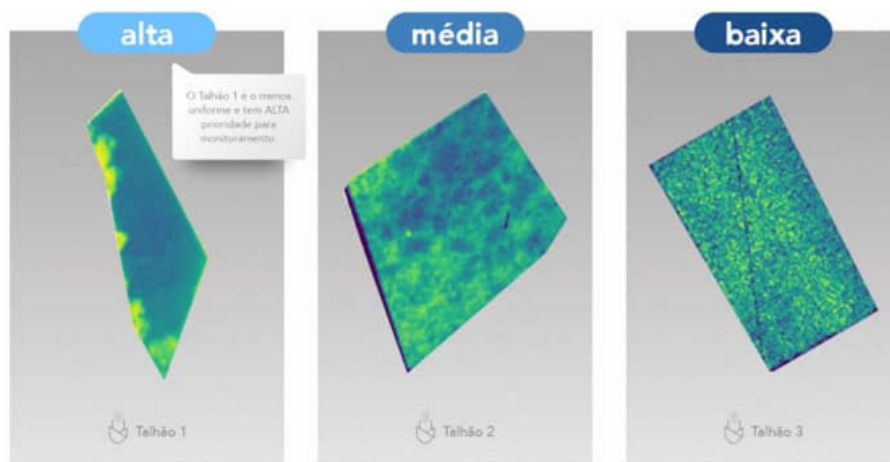 alta
média
baixa
O Talhão 1 é o menos
uniforme e tem ALTA
prioridade para
monitoramento.
Talhão 1
Talhão 2
Talhão 3